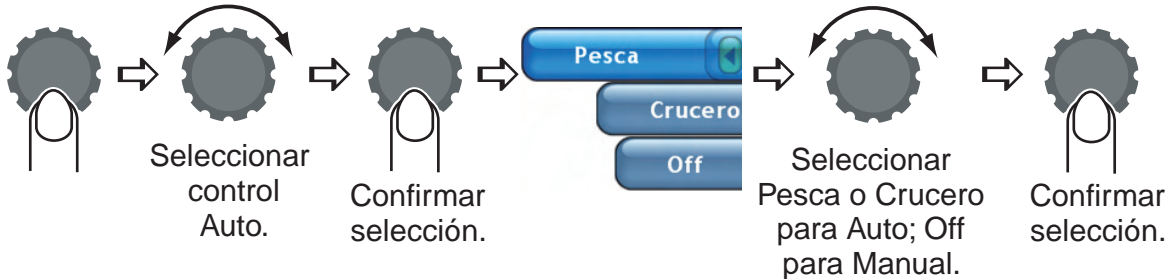 Seleccionar
control
Auto.
Confirmar
selección.
Pesca
Crucero
Off
Seleccionar
Pesca o Crucero
para Auto; Off
para Manual.
Confirmar
selección.